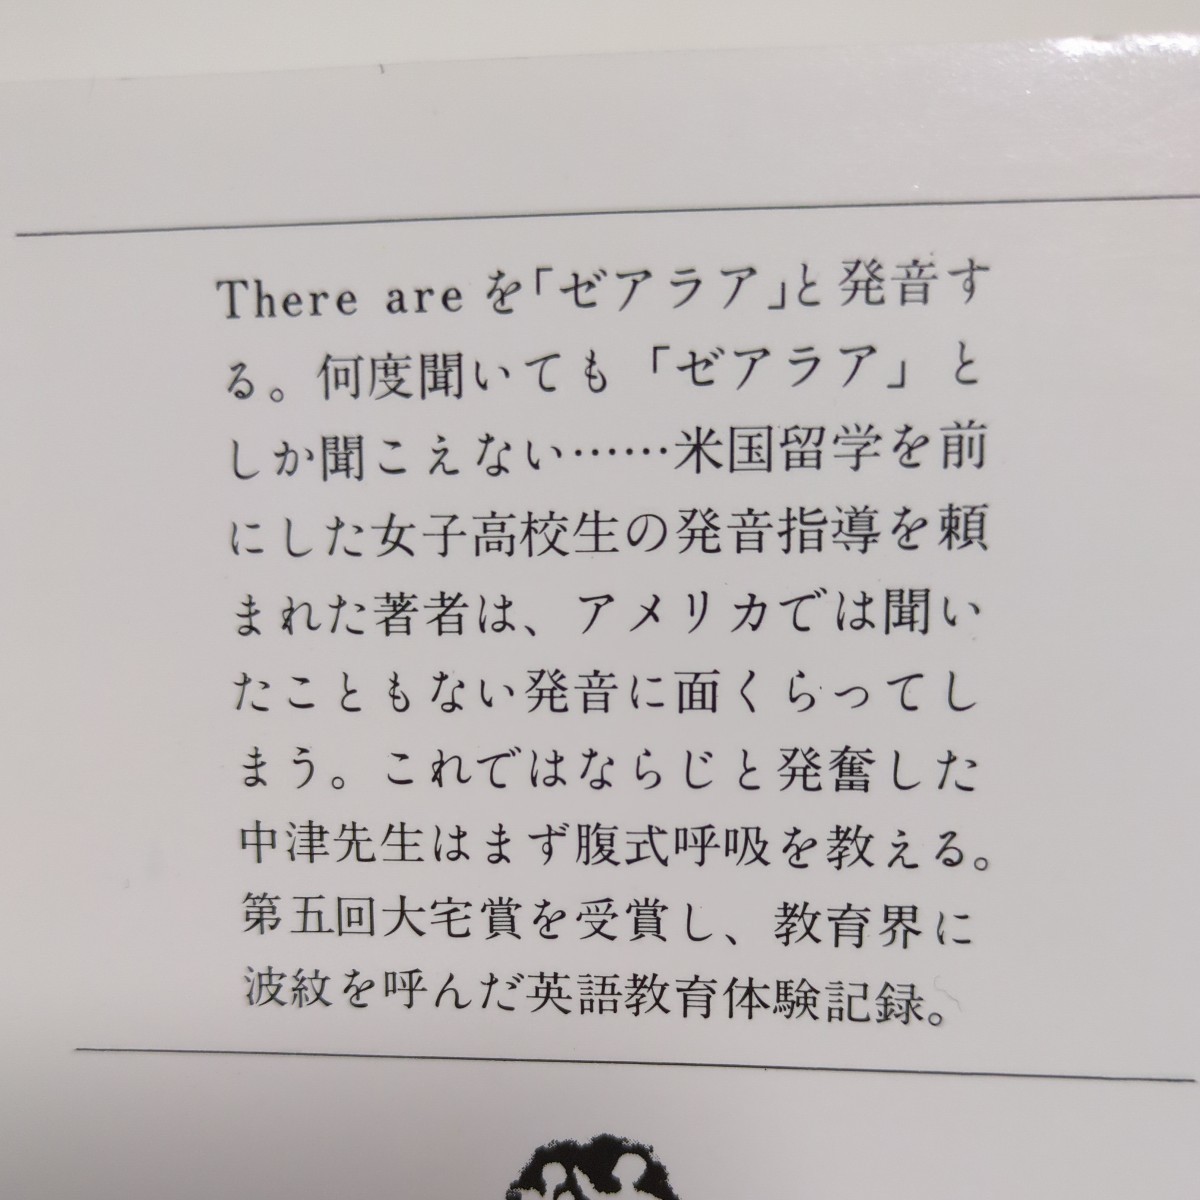 There are を「ゼアラア」と発音す
る。何度聞いても「ゼアラア」と
しか聞こえない……米国留学を前
にした女子高校生の発音指導を頼
まれた著者は、アメリカでは聞い
たこともない発音に面くらってし
まう。これではならじと発奮した
中津先生はまず腹式呼吸を教える。
第五回大宅賞を受賞し、教育界に
波紋を呼んだ英語教育体験記録。